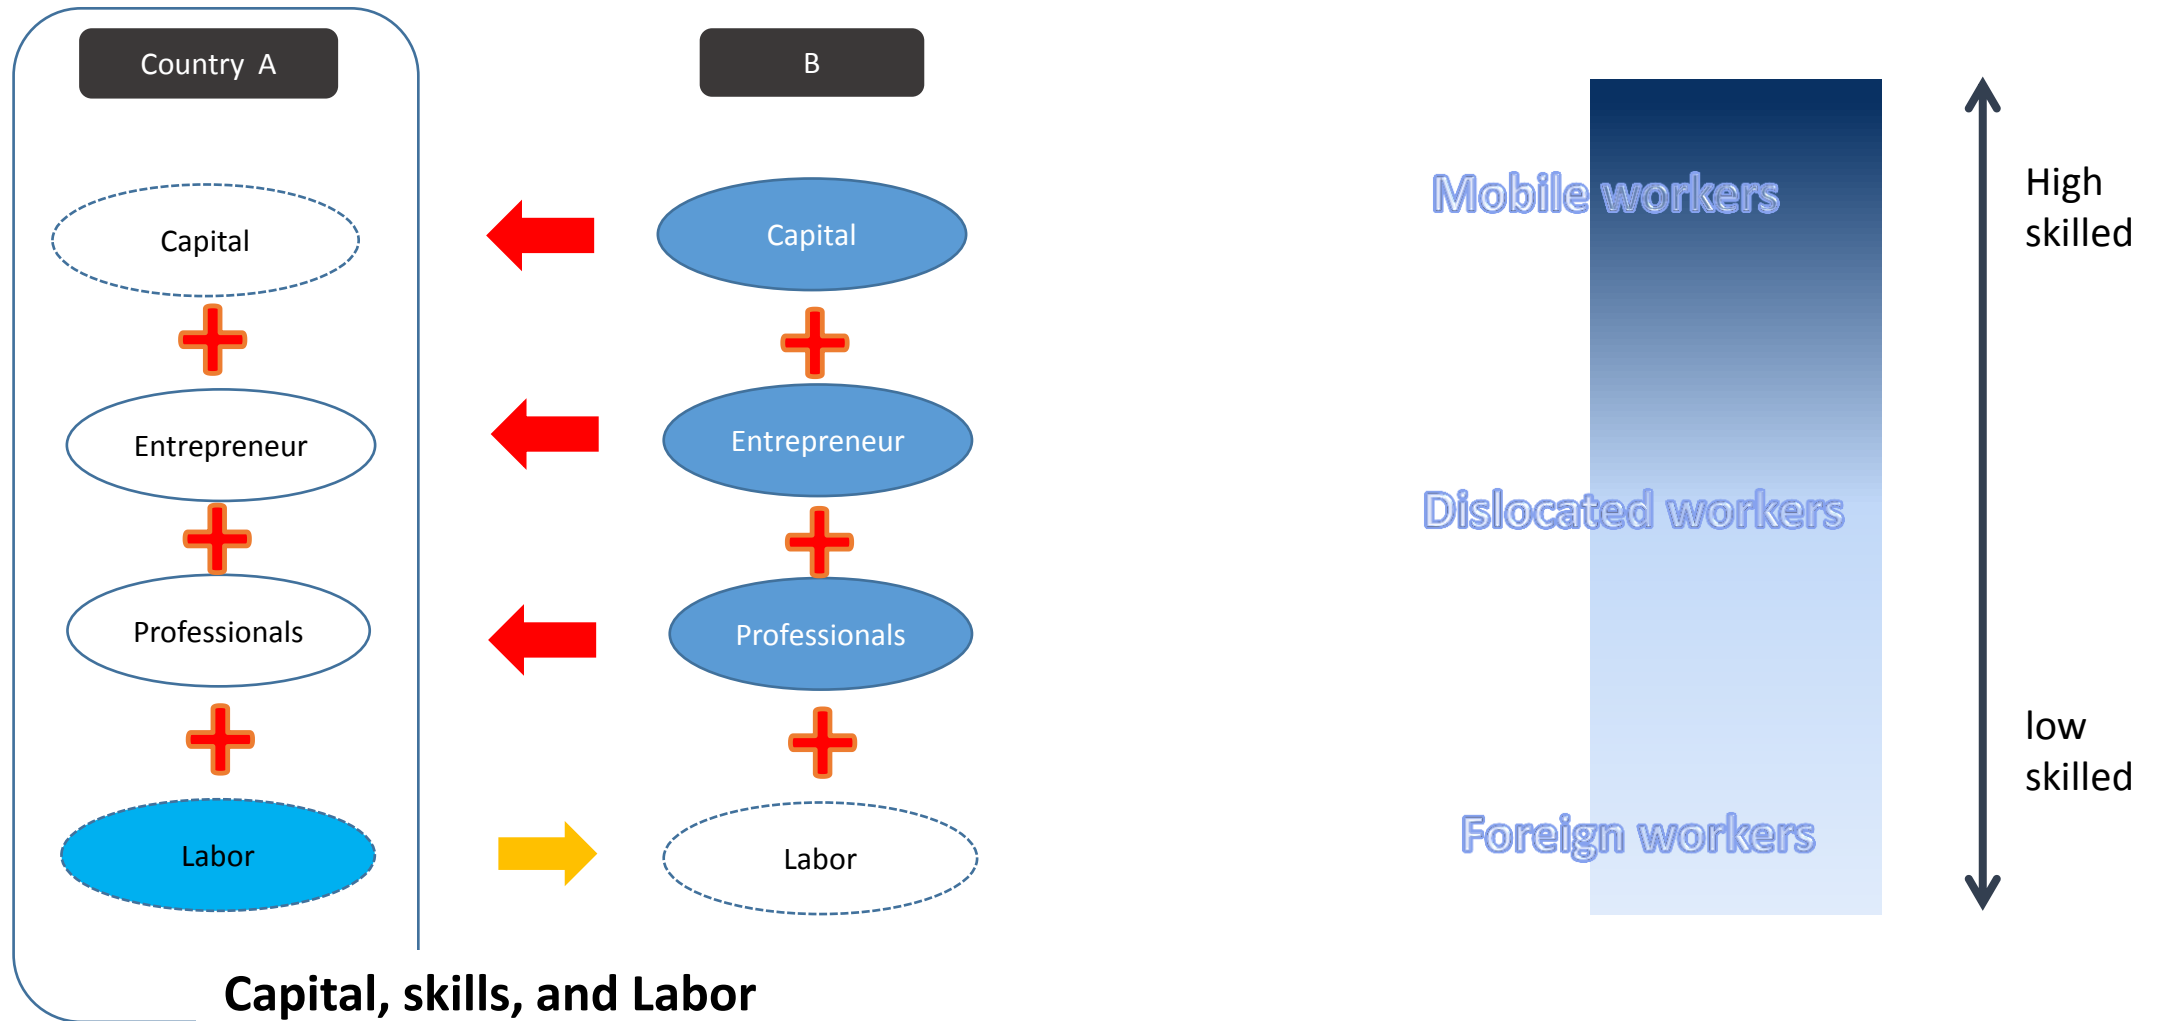 Country A
B
Capital
Capital
Entrepreneur
Entrepreneur
Professionals
Professionals
Labor
Labor
Capital, skills, and Labor
Mobile workers
Dislocated workers
Foreign workers
High
skilled
low
skilled